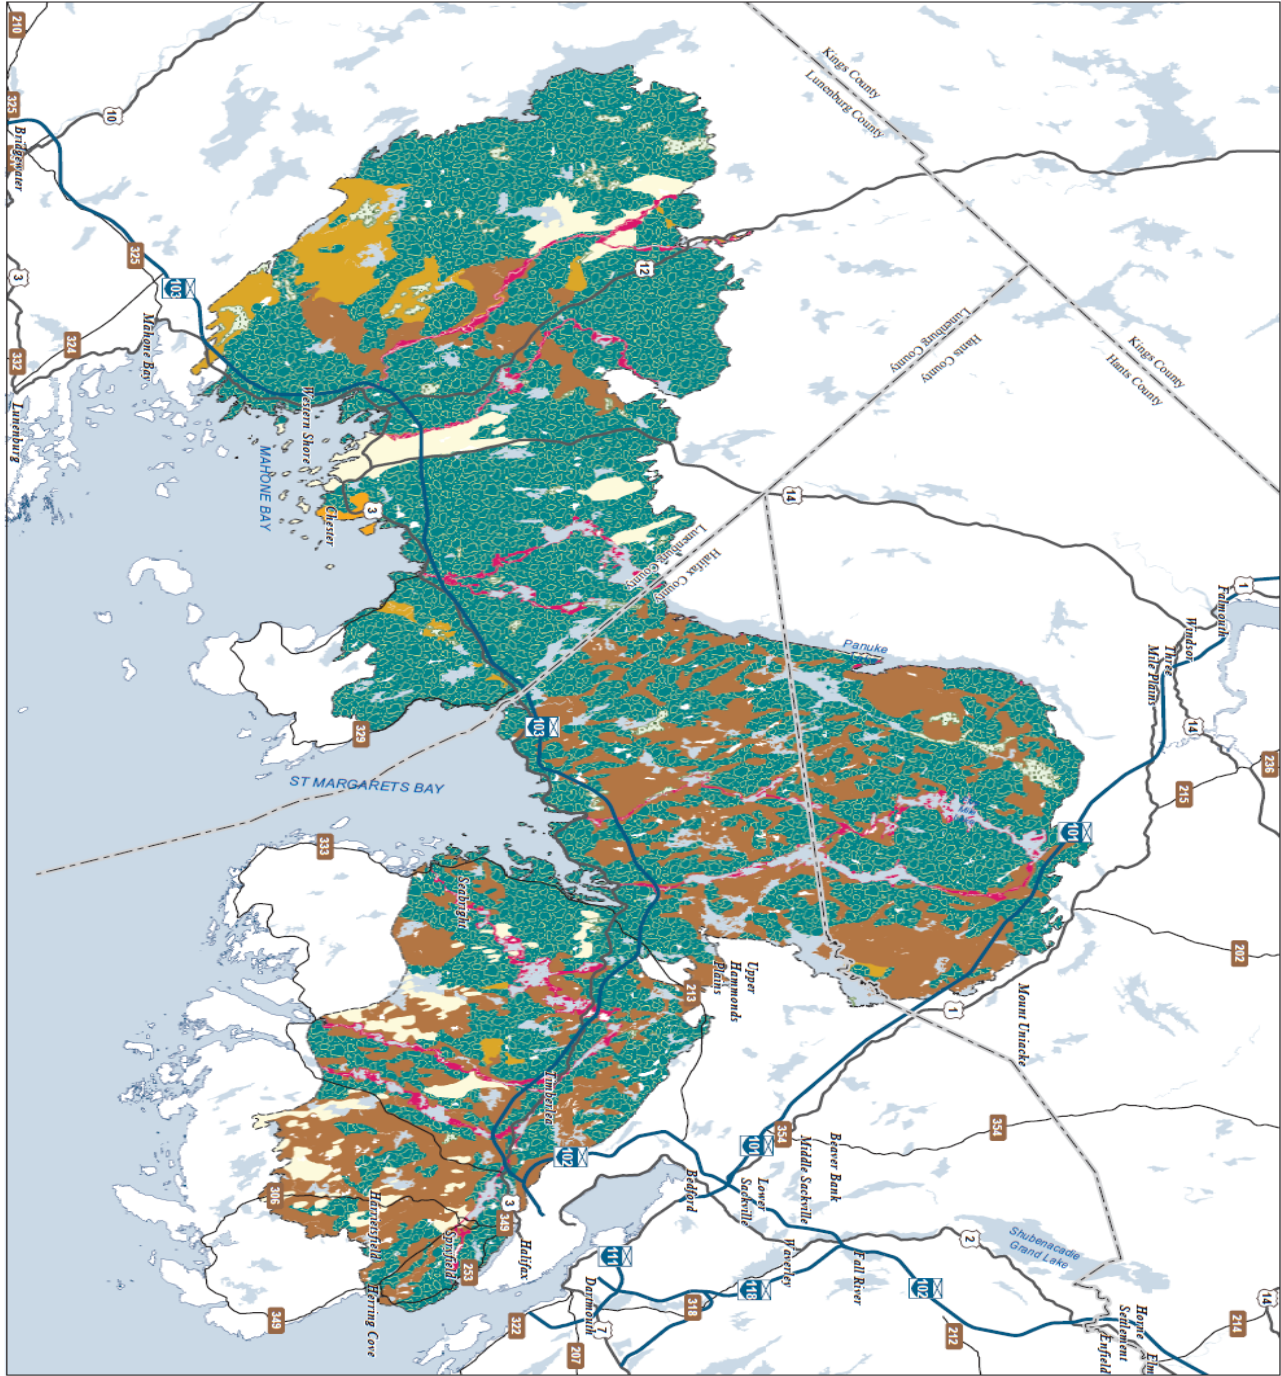 210
325
10
Bridgewater
3
325
103
324
332
Mahone Bay
Lunenburg
Western Shore
MAHONE BAY
Chester
3
12
Kings County
Lunenburg County
Lunenburg County
Hants County
Kings County
Hants County
14
Lunenburg County
Halifax County
Panuke
1
Falmouth
Windsor
Three
Mile Plains
14
236
215
101
103
329
ST MARGARETS BAY
333
Seabright
213
Upper
Hammonds
Plains
202
Mount Uniacke
1
Timberlea
102
101
354
354
Beaver Bank
Middle Sackville
Lower
Sackville
Bedford
Waverley
Fall River
2
Shubenacadie
Grand Lake
102
118
318
111
Dartmouth
7
322
207
212
Horne
Settlement
Enfield
Elm
14
214
3
349
Halifax
253
Spryfield
Harrietsfield
306
Herring Cove
349